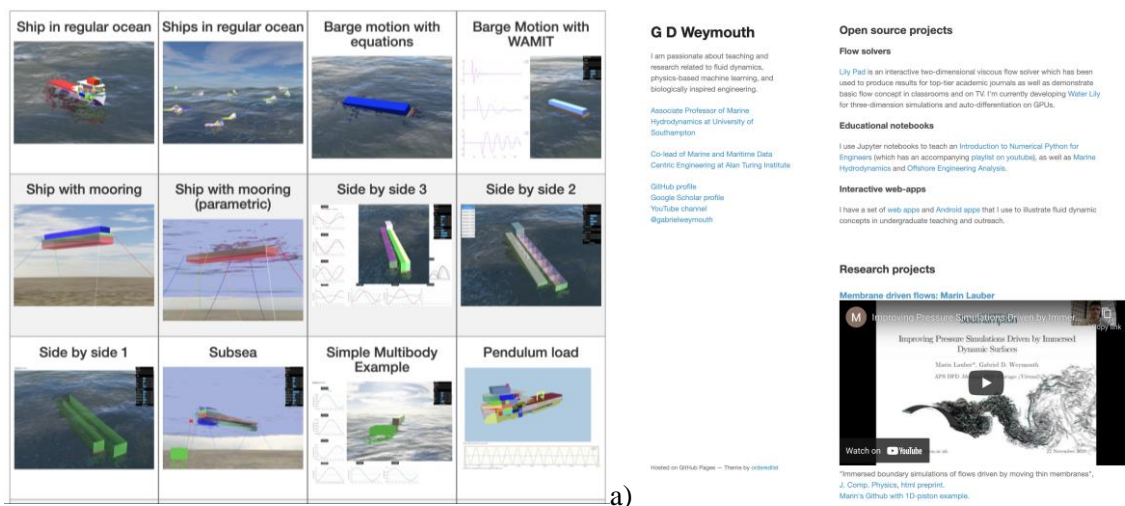 Ship in regular ocean
Ships in regular ocean
Barge motion with
equations
Barge Motion with
WAMIT
Ship with mooring
Ship with mooring
(parametric)
Side by side 3
Side by side 2
Side by side 1
Subsea
Simple Multibody
Example
Pendulum load
a)
G D Weymouth
I am passionate about teaching and
research related to fluid dynamics,
physics-based machine learning, and
biologically inspired engineering.
Associate Professor of Marine
Hydrodynamics at University of
Southampton
Co-lead of Marine and Maritime Data
Centric Engineering at Alan Turing Institute
GitHub profile
Google Scholar profile
YouTube channel
@gabrielweymouth
Hosted on GitHub Pages — Theme by orderedlist
Open source projects
Flow solvers
Lily Pad is an interactive two-dimensional viscous flow solver which has been
used to produce results for top-tier academic journals as well as demonstrate
basic flow concept in classrooms and on TV. I'm currently developing Water Lily
for three-dimension simulations and auto-differentiation on GPUs.
Educational notebooks
I use Jupyter notebooks to teach an Introduction to Numerical Python for
Engineers (which has an accompanying playlist on youtube), as well as Marine
Hydrodynamics and Offshore Engineering Analysis.
Interactive web-apps
I have a set of web apps and Android apps that I use to illustrate fluid dynamic
concepts in undergraduate teaching and outreach.
Research projects
Membrane driven flows: Marin Lauber
M
Improving Pressure Simulations Driven by Immer...
Improving Pressure Simulations Driven by Immersed
Dynamic Surfaces
Marin Lauber*, Gabriel D. Weymouth
APS DFD
Watch on YouTube
"Immersed boundary simulations of flows driven by moving thin membranes",
J. Comp. Physics, html preprint.
Marin's Github with 1D-piston example.